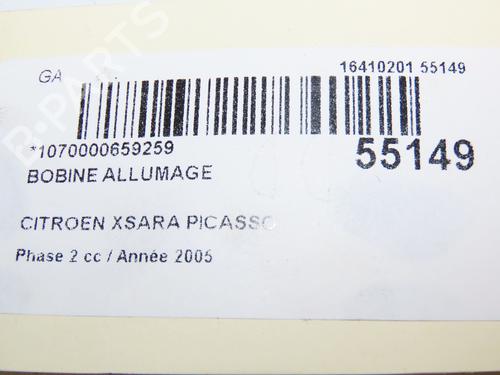 GA
16410201 55149
*1070000659259
55149
BOBINE ALLUMAGE
CITROEN XSARA PICASSO
Phase 2 cc / Année 2005
B-PARTS